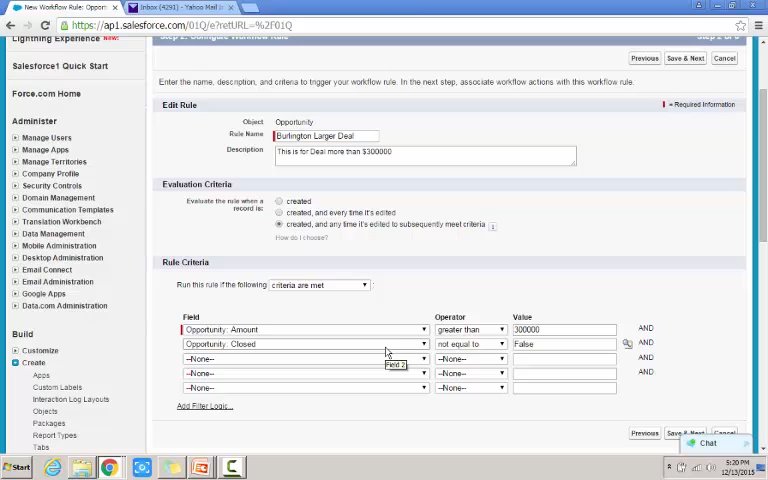 New Workflow Rule: Opport
Inbox (4291) - Yahoo Mail
https://ap1.salesforce.com/01Q/e?retURL=%2F01Q
Lightning Experience New!
Salesforce1 Quick Start
Force.com Home
Administer
Manage Users
Manage Apps
Manage Territories
Company Profile
Security Controls
Domain Management
Communication Templates
Translation Workbench
Data Management
Mobile Administration
Desktop Administration
Email Connect
Email Administration
Google Apps
Data.com Administration
Build
Customize
Create
Apps
Custom Labels
Interaction Log Layouts
Objects
Packages
Report Types
Tabs
Step 2: Configure Workflow Rule
Previous Save & Next Cancel
Enter the name, description, and criteria to trigger your workflow rule. In the next step, associate workflow actions with this workflow rule.
Edit Rule
= Required Information
Object Opportunity
Rule Name Burlington Larger Deal
Description This is for Deal more than $300000
Evaluation Criteria
Evaluate the rule when a record is:
created
created, and every time it's edited
created, and any time it's edited to subsequently meet criteria i
How do I choose?
Rule Criteria
Run this rule if the following criteria are met :
Field Operator Value
Opportunity: Amount greater than 300000 AND
Opportunity: Closed not equal to False AND
--None-- --None-- AND
--None-- --None-- AND
--None-- --None--
Field 2
Add Filter Logic...
Previous Save & Next Cancel
Chat
Start
5:20 PM
12/13/2015